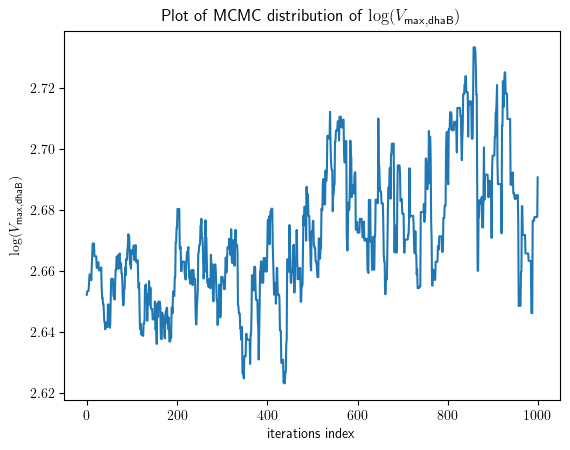 Plot of MCMC distribution of log(V_max,dhaB)
log(V_max,dhaB)
2.72
2.70
2.68
2.66
2.64
2.62
0 200 400 600 800 1000
iterations index